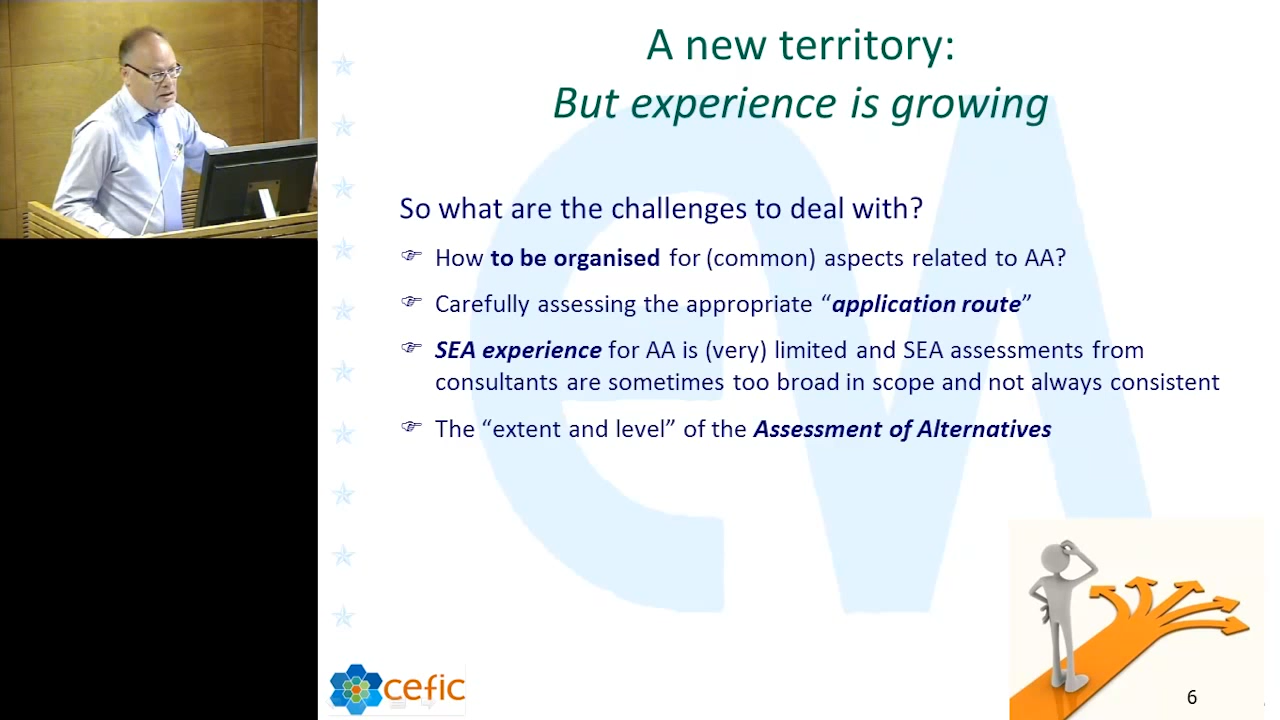 A new territory:
But experience is growing
So what are the challenges to deal with?
How to be organised for (common) aspects related to AA?
Carefully assessing the appropriate “application route”
SEA experience for AA is (very) limited and SEA assessments from
consultants are sometimes too broad in scope and not always consistent
The “extent and level” of the Assessment of Alternatives
cefic
6